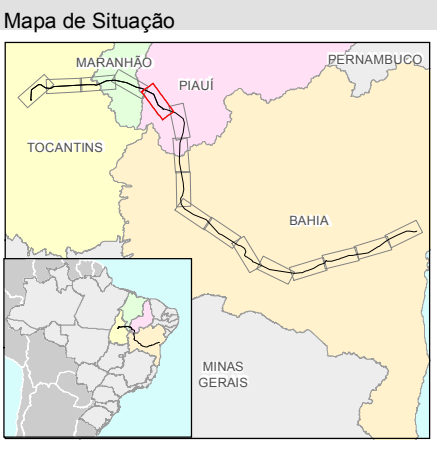 Mapa de Situação
MARANHÃO
PERNAMBUCO
PIAUÍ
TOCANTINS
BAHIA
MINAS
GERAIS